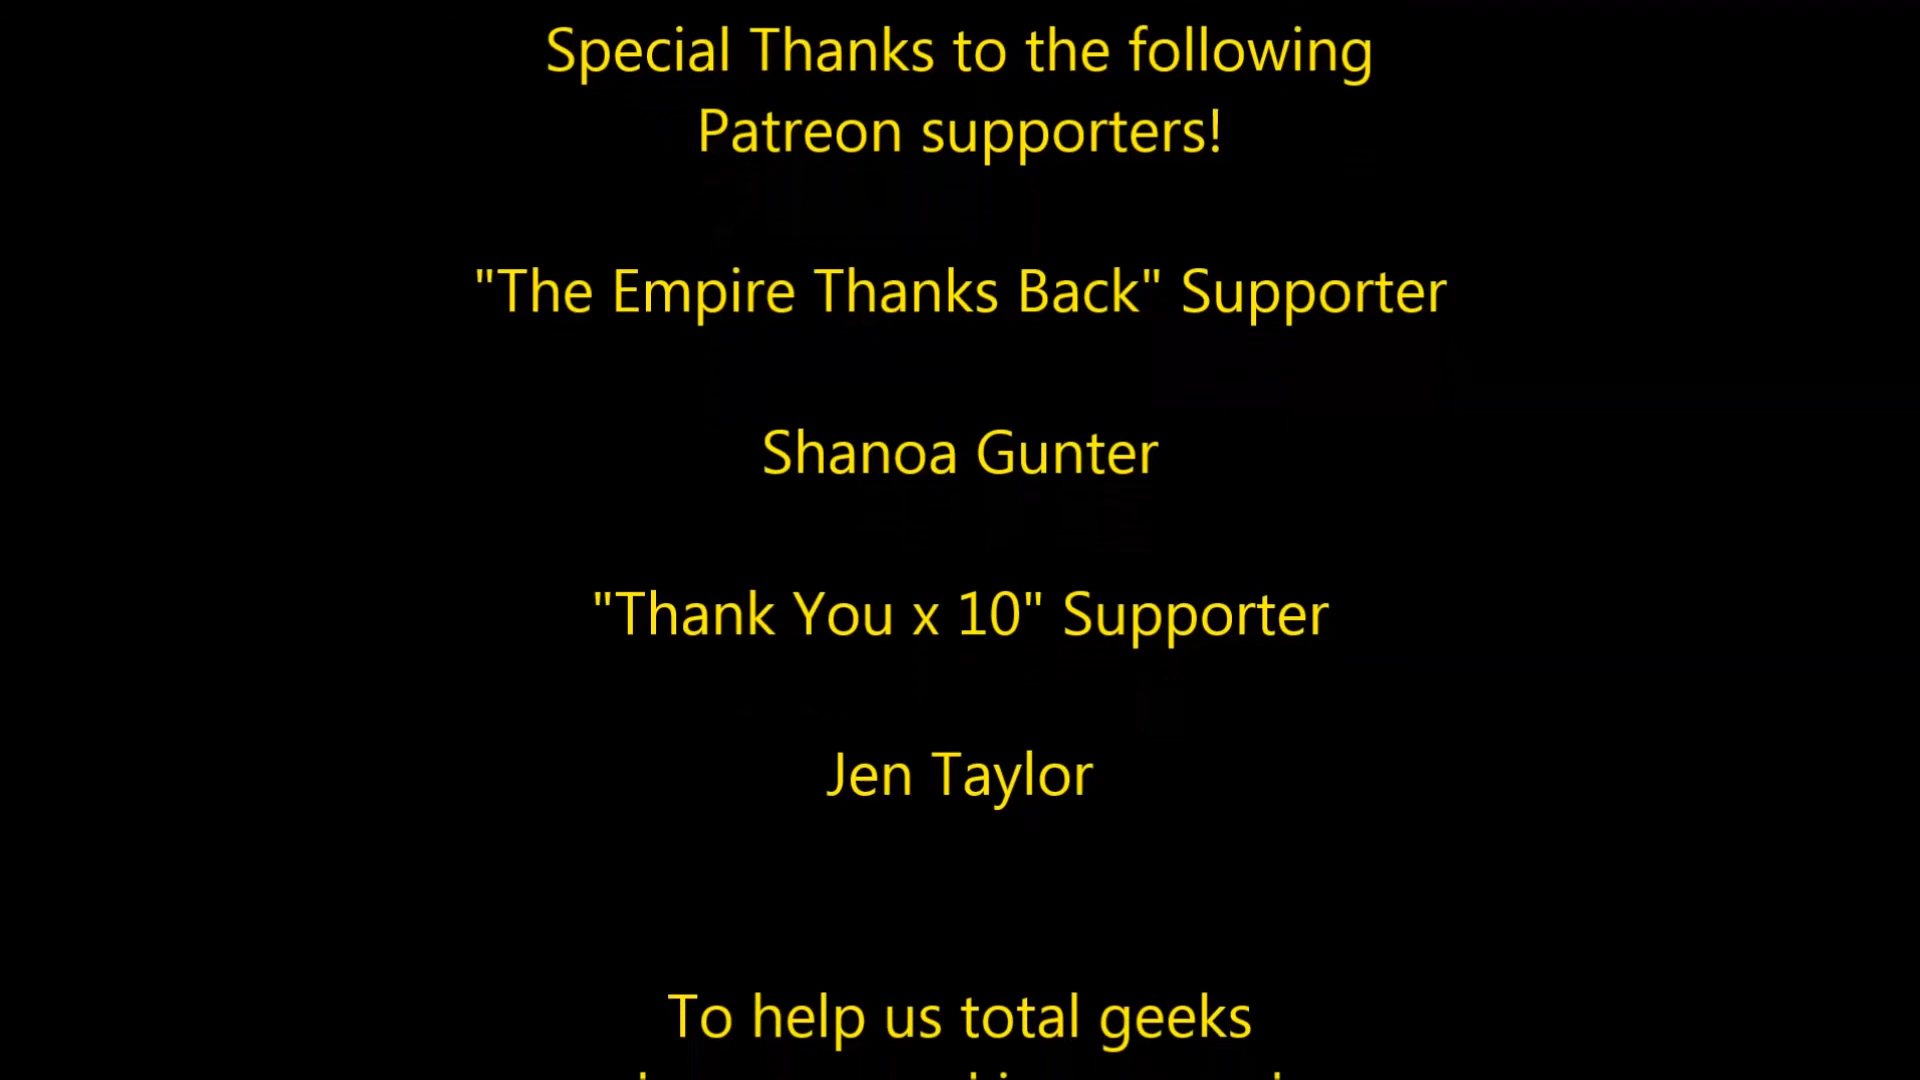 Special Thanks to the following
Patreon supporters!
"The Empire Thanks Back" Supporter
Shanoa Gunter
"Thank You x 10" Supporter
Jen Taylor
To help us total geeks